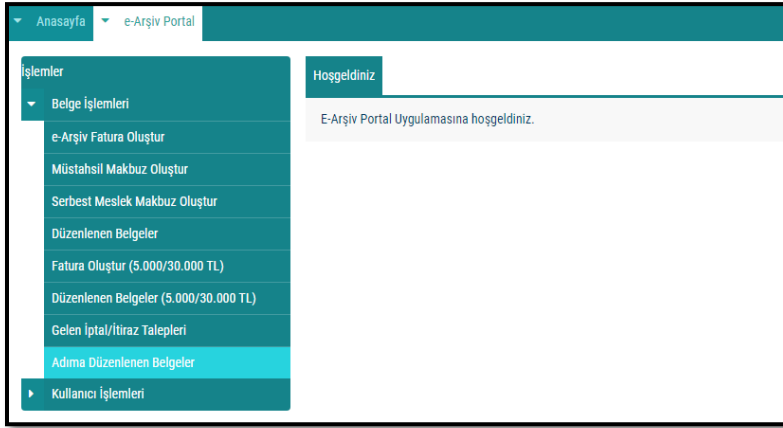 Anasayfa
e-Arşiv Portal
İşlemler
Belge İşlemleri
e-Arşiv Fatura Oluştur
Müstahsil Makbuz Oluştur
Serbest Meslek Makbuz Oluştur
Düzenlenen Belgeler
Fatura Oluştur (5.000/30.000 TL)
Düzenlenen Belgeler (5.000/30.000 TL)
Gelen İptal/İtiraz Talepleri
Adıma Düzenlenen Belgeler
Kullanıcı İşlemleri
Hoşgeldiniz
E-Arşiv Portal Uygulamasına hoşgeldiniz.